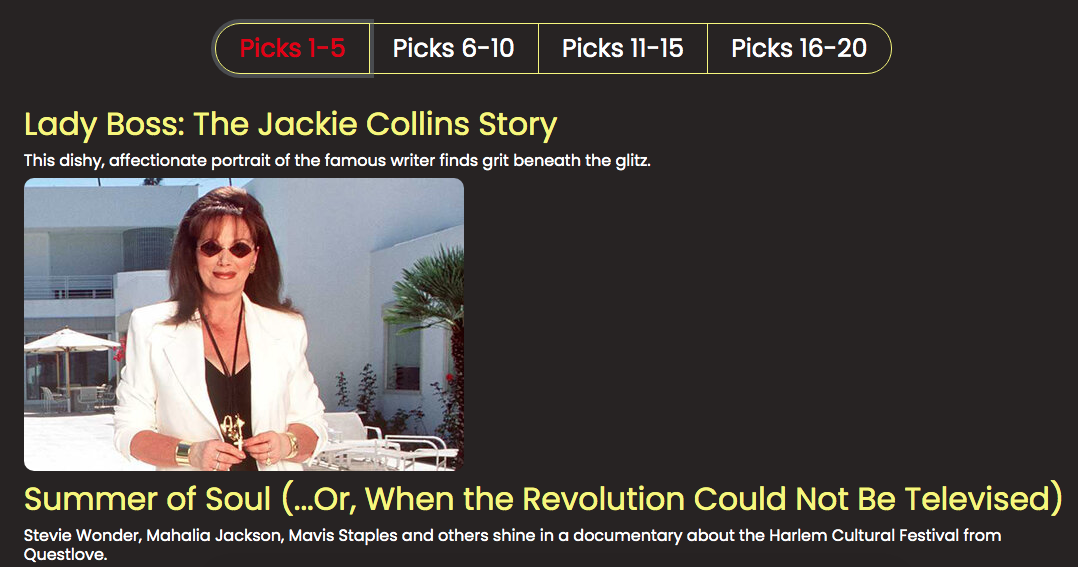 Picks 1-5 Picks 6-10 Picks 11-15 Picks 16-20
Lady Boss: The Jackie Collins Story
This dishy, affectionate portrait of the famous writer finds grit beneath the glitz.
Summer of Soul (...Or, When the Revolution Could Not Be Televised)
Stevie Wonder, Mahalia Jackson, Mavis Staples and others shine in a documentary about the Harlem Cultural Festival from
Questlove.